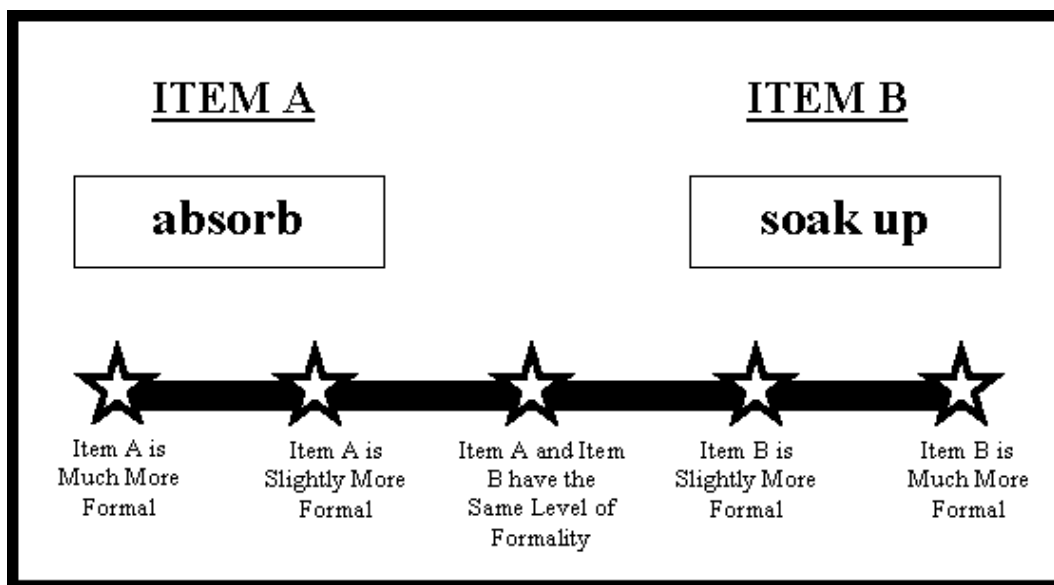 ITEM A
ITEM B
absorb
soak up
Item A is
Much More
Formal
Item A is
Slightly More
Formal
Item A and Item
B have the
Same Level of
Formality
Item B is
Slightly More
Formal
Item B is
Much More
Formal